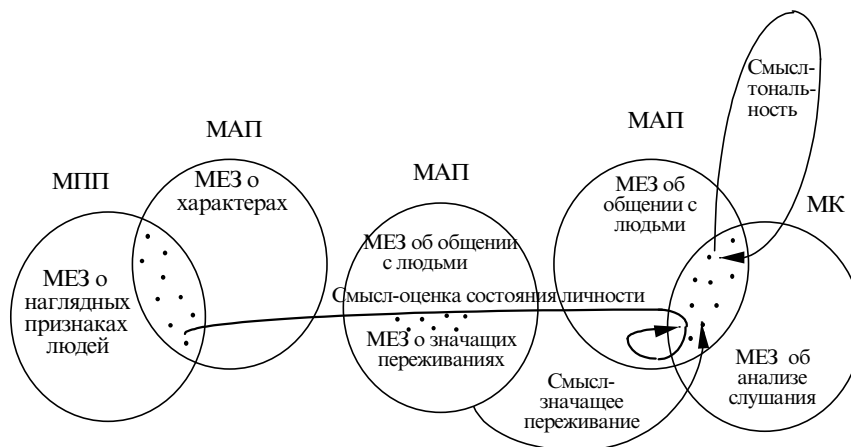 Смысл-
тональ-
ность
МАП
МАП
МАП
МПП
МК
МЕЗ о
характерах
МЕЗ об
общении с
людьми
МЕЗ об общении
с людьми
МЕЗ о
наглядных
признаках
людей
Смысл-оценка состояния личности
МЕЗ о значащих
переживаниях
МЕЗ об
анализе
слушания
Смысл-
значащее
переживание